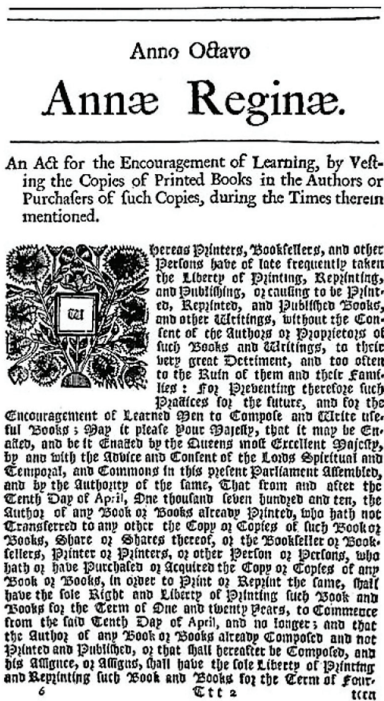 Anno Octavo
Annæ Reginæ.
An Act for the Encouragement of Learning, by Vest-
ing the Copies of Printed Books in the Authors or
Purchasers of such Copies, during the Times therein
mentioned.
Whereas Printers, Booksellers, and other
Persons have of late frequently taken
the Liberty of Printing, Reprinting,
and Publishing, or causing to be Print-
ed, Reprinted, and Published Books,
and other Writings, without the Con-
sent of the Authors or Proprietors of
such Books and Writings, to their
very great Detriment, and too often
to the Ruin of them and their Fami-
lies: For Preventing therefore such
Practices for the future, and for the
Encouragement of Learned Men to Compose and Write use-
ful Books; May it please Your Majesty, that it may be En-
acted, and be it Enacted by the Queens most Excellent Majesty,
by and with the Advice and Consent of the Lords Spiritual and
Temporal, and Commons in this present Parliament Assembled,
and by the Authority of the same, That from and after the
Tenth Day of April, One thousand seven hundred and ten, the
Author of any Book or Books already Printed, who hath not
Transferred to any other the Copy or Copies of such Book or
Books, Share or Shares thereof, or the Bookseller or Book-
sellers, Printer or Printers, or other Person or Persons, who
hath or have Purchased or Acquired the Copy or Copies of any
Book or Books, in order to Print or Reprint the same, shall
have the sole Right and Liberty of Printing such Book and
Books for the Term of One and twenty Years, to Commence
from the said Tenth Day of April, and no longer; and that
the Author of any Book or Books already Composed and not
Printed and Published, or that shall hereafter be Composed, and
his Assignee, or Assigns, shall have the sole Liberty of Printing
and Reprinting such Book and Books for the Term of Four-
6 Ttt 2 teen